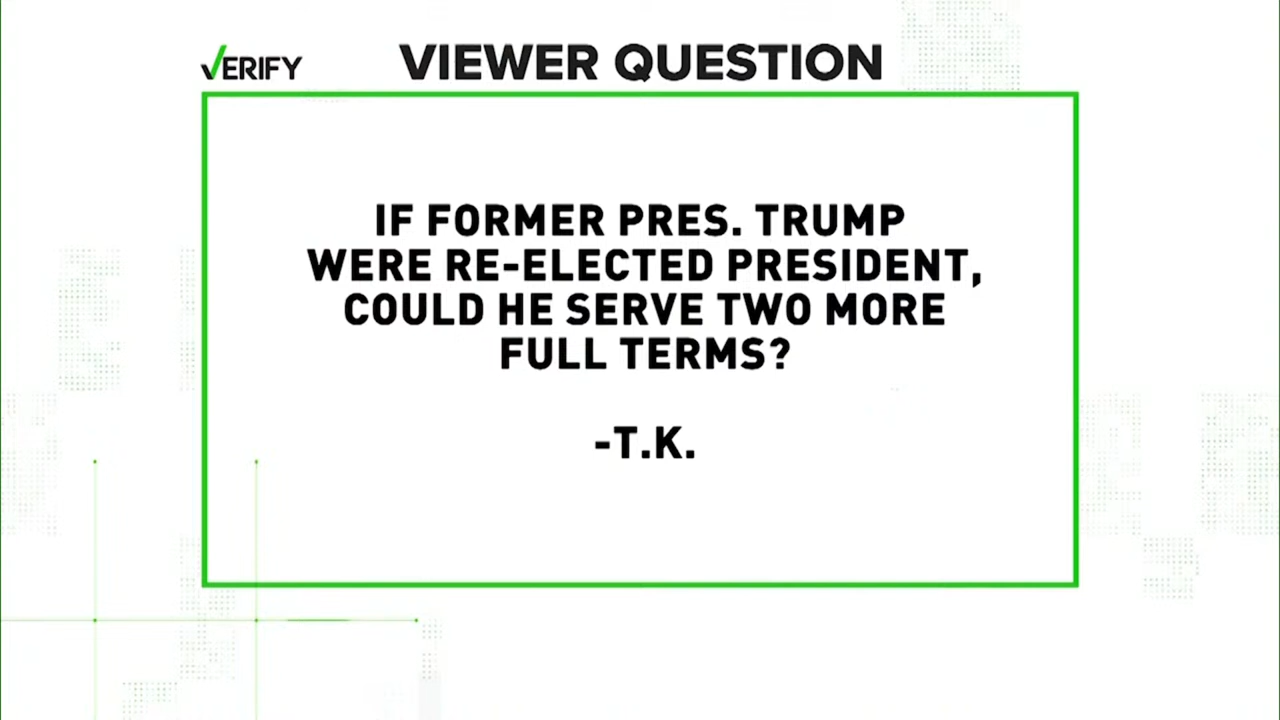 VERIFY
VIEWER QUESTION
IF FORMER PRES. TRUMP
WERE RE-ELECTED PRESIDENT,
COULD HE SERVE TWO MORE
FULL TERMS?
-T.K.